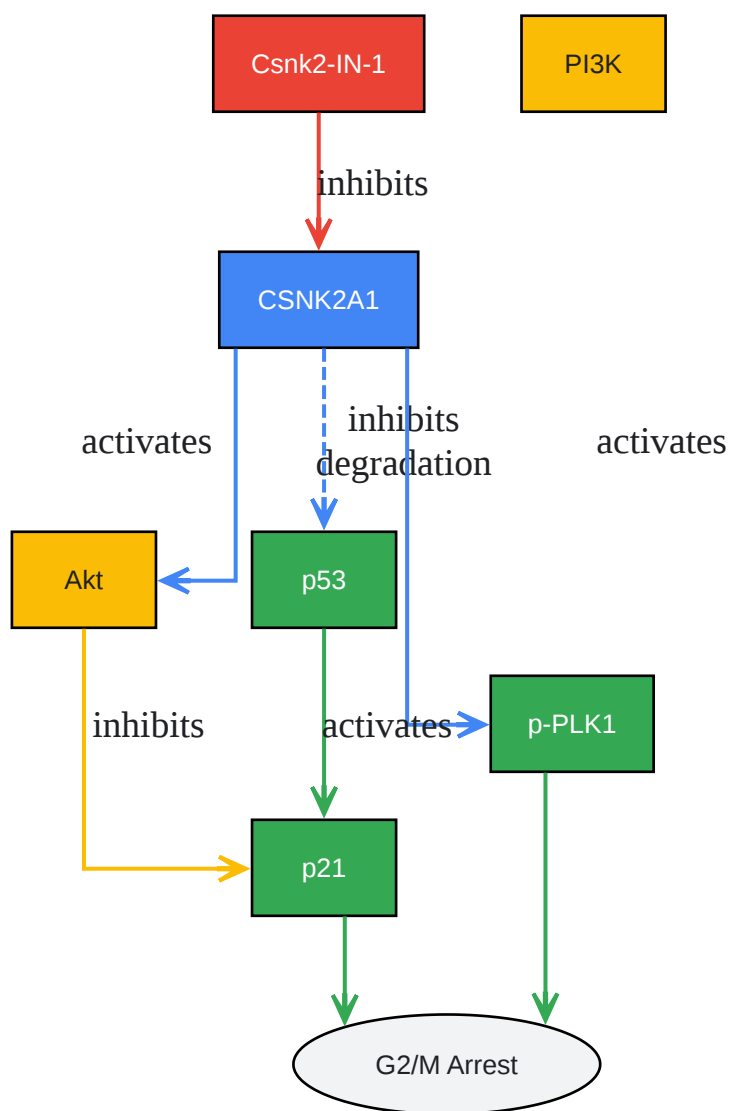 Csnk2-IN-1
PI3K
inhibits
CSNK2A1
activates
inhibits
degradation
activates
Akt
p53
inhibits
activates
p-PLK1
p21
G2/M Arrest